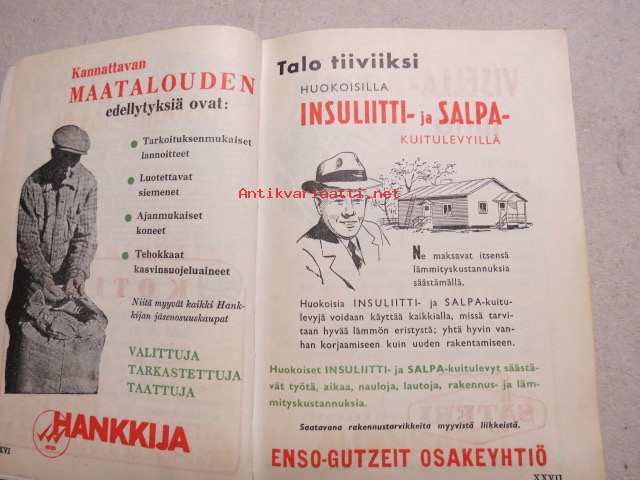 Kannattavan
MAATALOUDEN
edellytyksiä ovat:
Tarkoituksenmukaiset
lannoitteet
Luotettavat
siemenet
Ajanmukaiset
koneet
Tehokkaat
kasvinsuojeluaineet
Niitä myyvät kaikki Hank-
kijan jäsenosuuskaupat
VALITTUJA
TARKASTETTUJA
TAATTUJA
HANKKIJA
XVI
Talo tiiviiksi
HUOKOISILLA
INSULIITTI- ja SALPA-
KUITULEVYILLÄ
Antikvariaatti.net
Ne maksavat itsensä
lämmityskustannuksia
säästämällä.
Huokoisia INSULIITTI- ja SALPA-kuitu-
levyjä voidaan käyttää kaikkialla, missä tarvi-
taan hyvää lämmön eristystä; yhtä hyvin van-
han korjaamiseen kuin uuden rakentamiseen.
Huokoiset INSULIITTI- ja SALPA-kuitulevyt säästä-
vät työtä, aikaa, nauloja, lautoja, rakennus- ja läm-
mityskustannuksia.
Saatavana rakennustarvikkeita myyvistä liikkeistä.
ENSO-GUTZEIT OSAKEYHTIÖ
XXVII